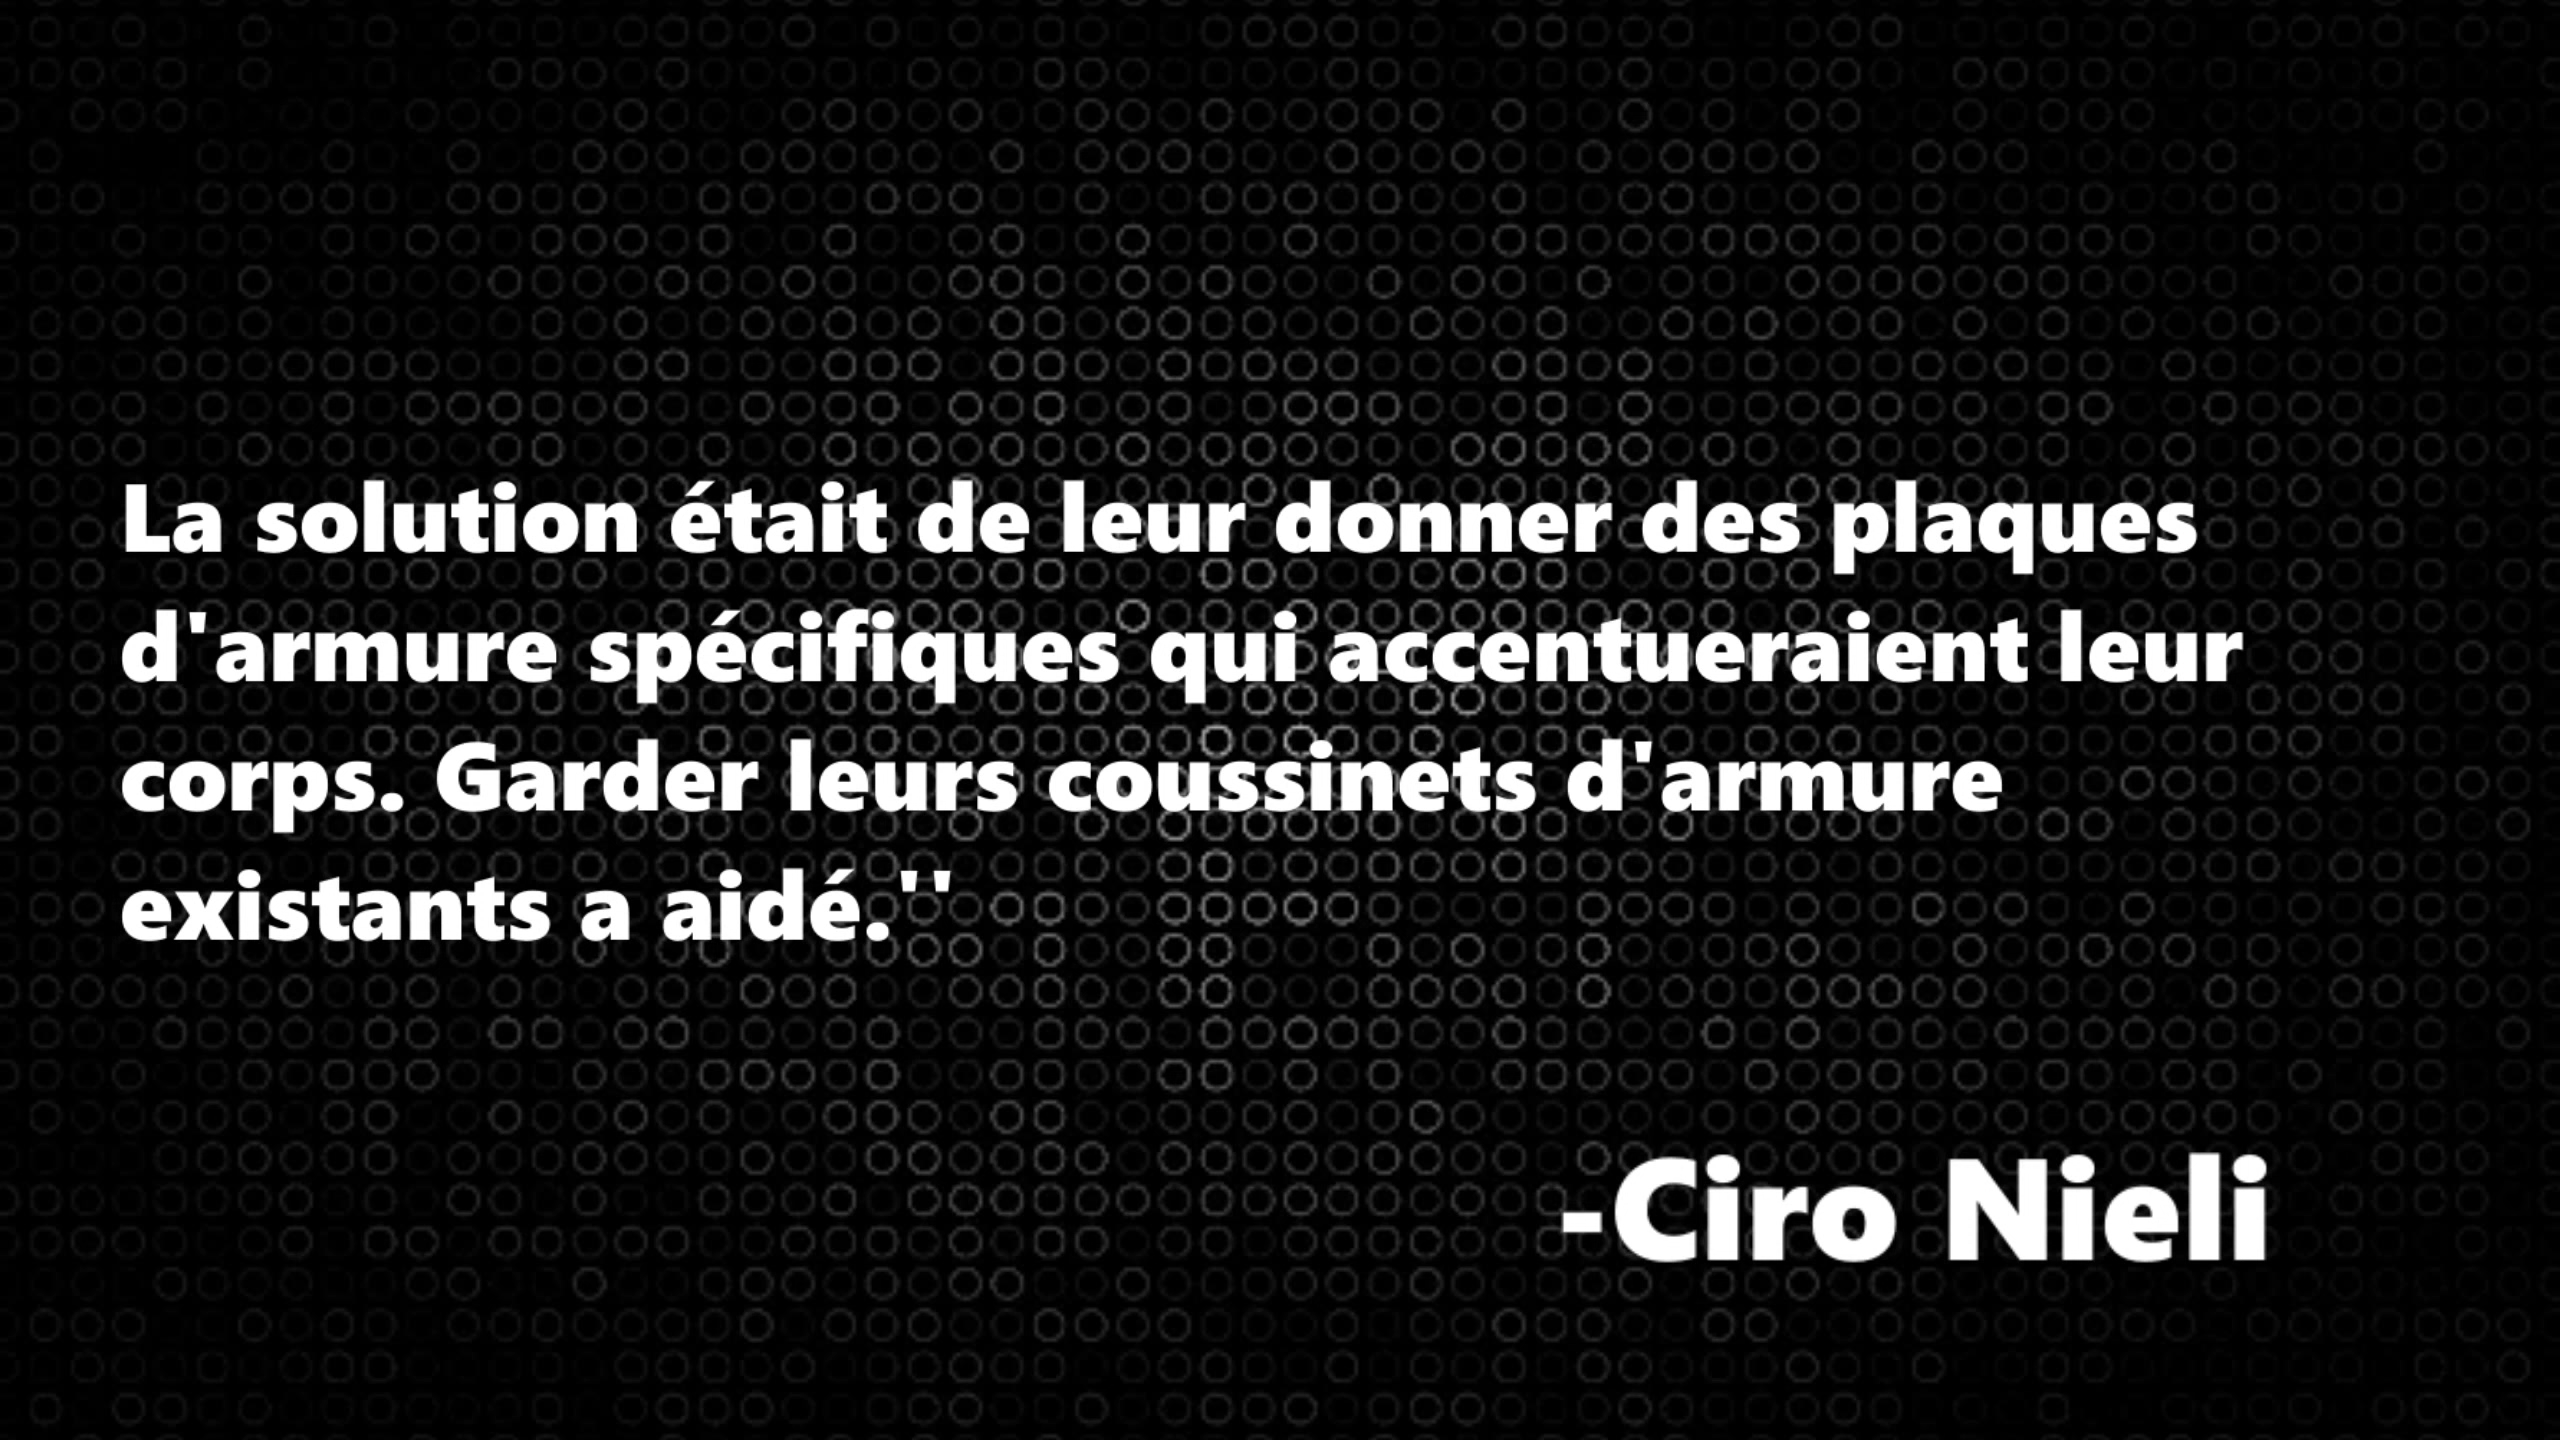 La solution était de leur donner des plaques
d'armure spécifiques qui accentueraient leur
corps. Garder leurs coussinets d'armure
existants a aidé.''
-Ciro Nieli